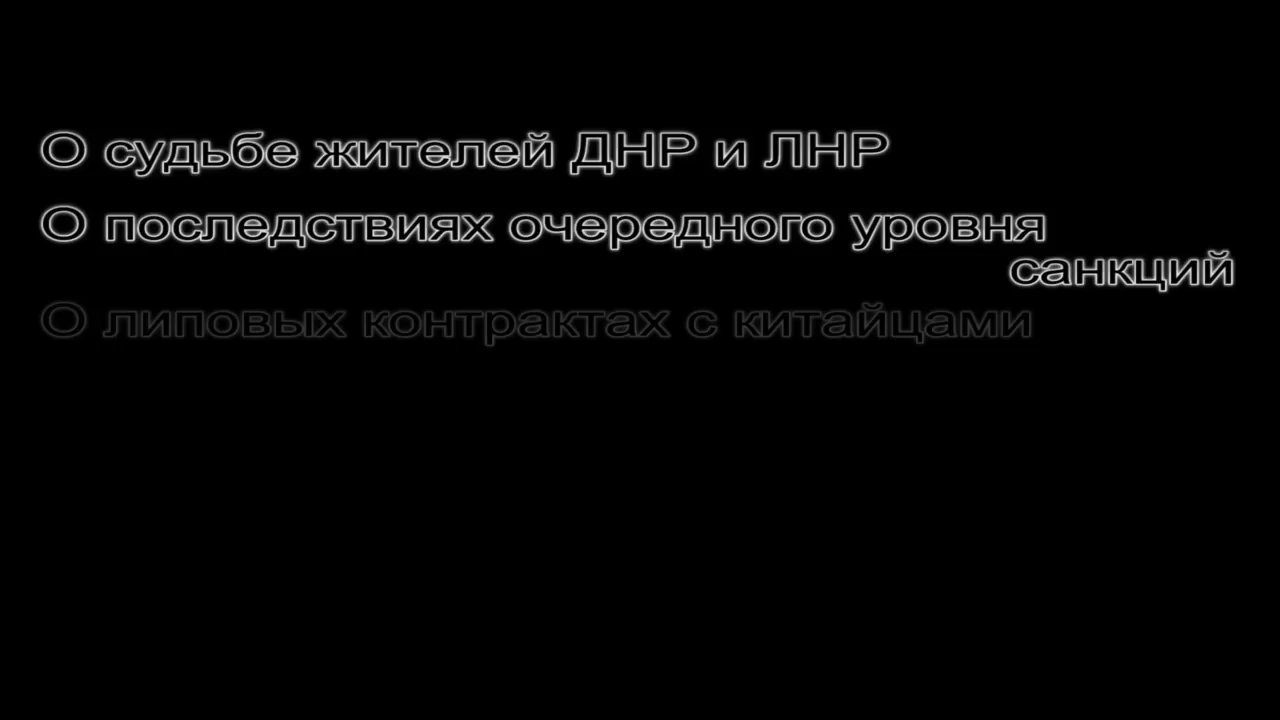 О судьбе жителей ДНР и ЛНР
О последствиях очередного уровня
санкций
О липовых контрактах с китайцами